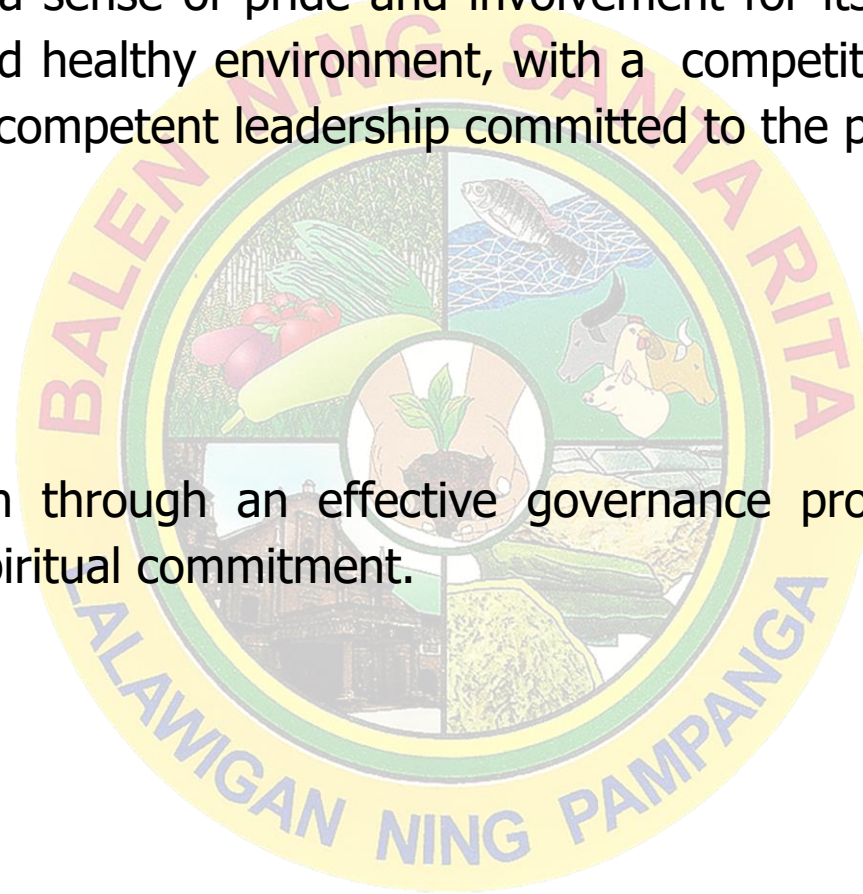 a sense of pride and involvement for its
d healthy environment, with a competit
competent leadership committed to the p
BALEN NING SANTA RITA
n through an effective governance pro
piritual commitment.
LALAWIGAN NING PAMPANGA